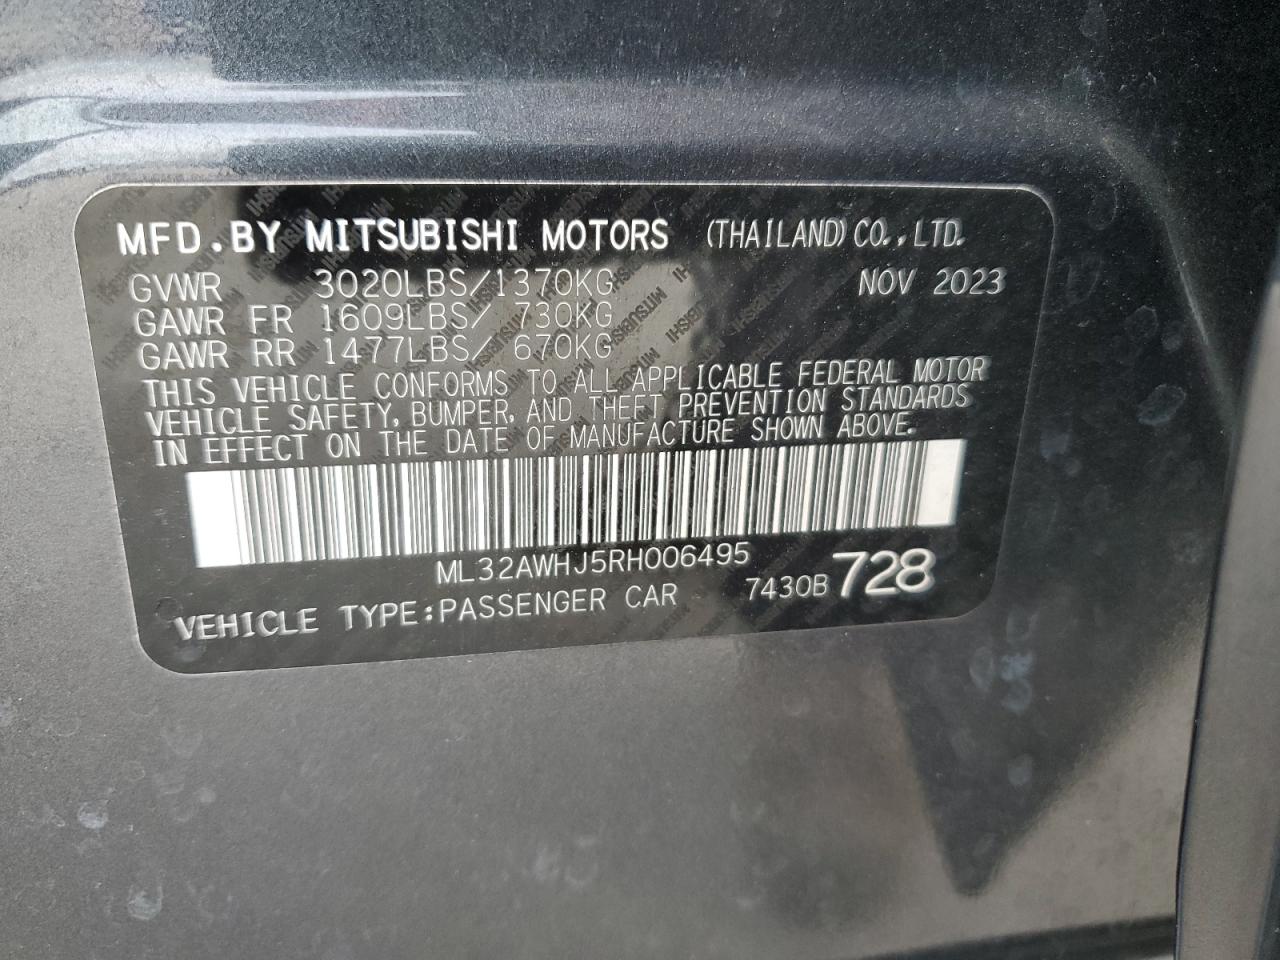 MFD.BY MITSUBISHI MOTORS (THAILAND)CO.,LTD.
GVWR 3020LBS/1370KG NOV 2023
GAWR FR 1609LBS/ 730KG
GAWR RR 1477LBS/ 670KG
THIS VEHICLE CONFORMS TO ALL APPLICABLE FEDERAL MOTOR
VEHICLE SAFETY, BUMPER, AND THEFT PREVENTION STANDARDS
IN EFFECT ON THE DATE OF MANUFACTURE SHOWN ABOVE.
ML32AWHJ5RH006495
VEHICLE TYPE:PASSENGER CAR 7430B 728